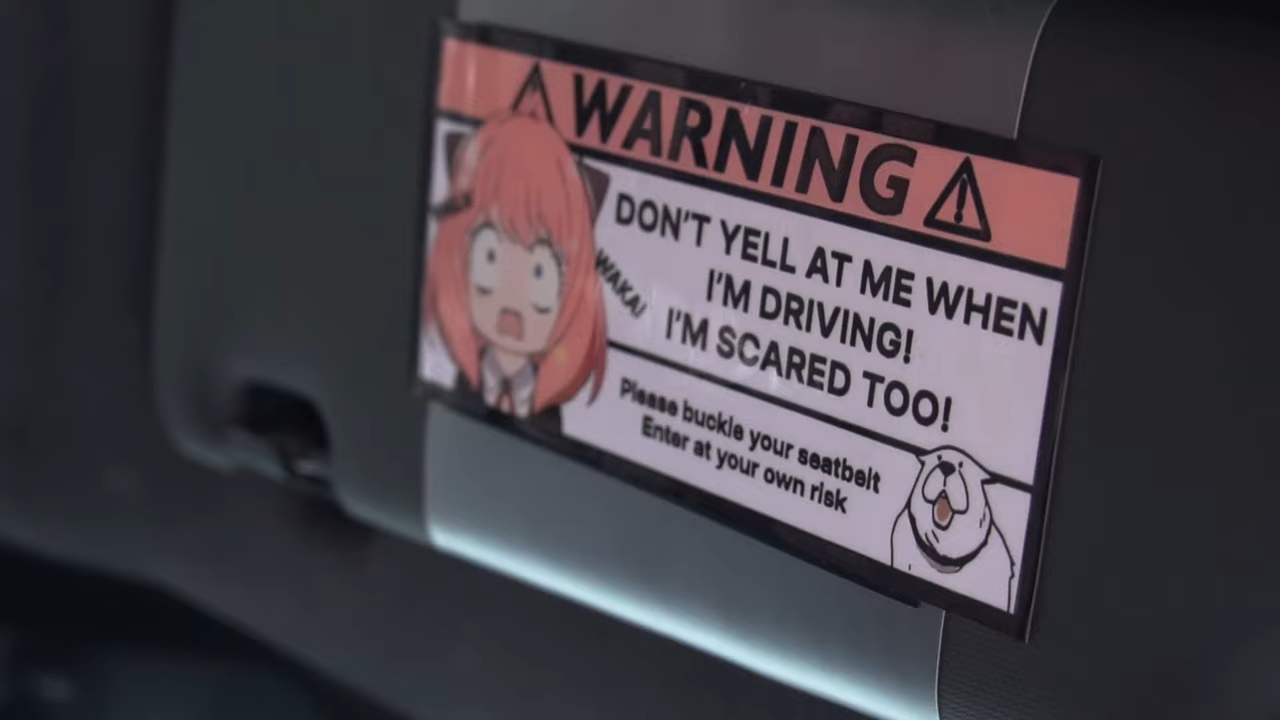 WARNING
WAKA!
DON'T YELL AT ME WHEN
I'M DRIVING!
I'M SCARED TOO!
Please buckle your seatbelt
Enter at your own risk